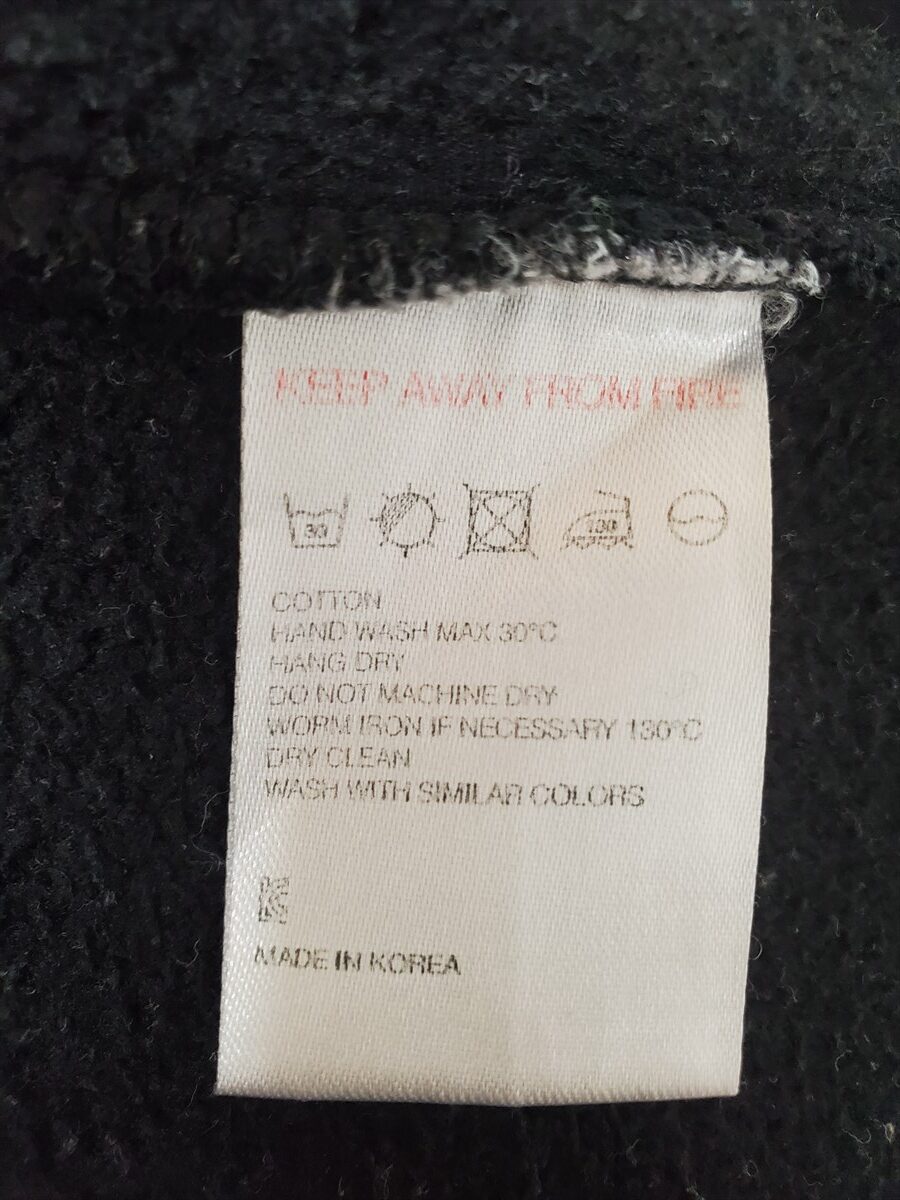 KEEP AWAY FROM FIRE
30 130
COTTON
HAND WASH MAX 30°C
HANG DRY
DO NOT MACHINE DRY
WORM IRON IF NECESSARY 130°C
DRY CLEAN
WASH WITH SIMILAR COLORS
MADE IN KOREA